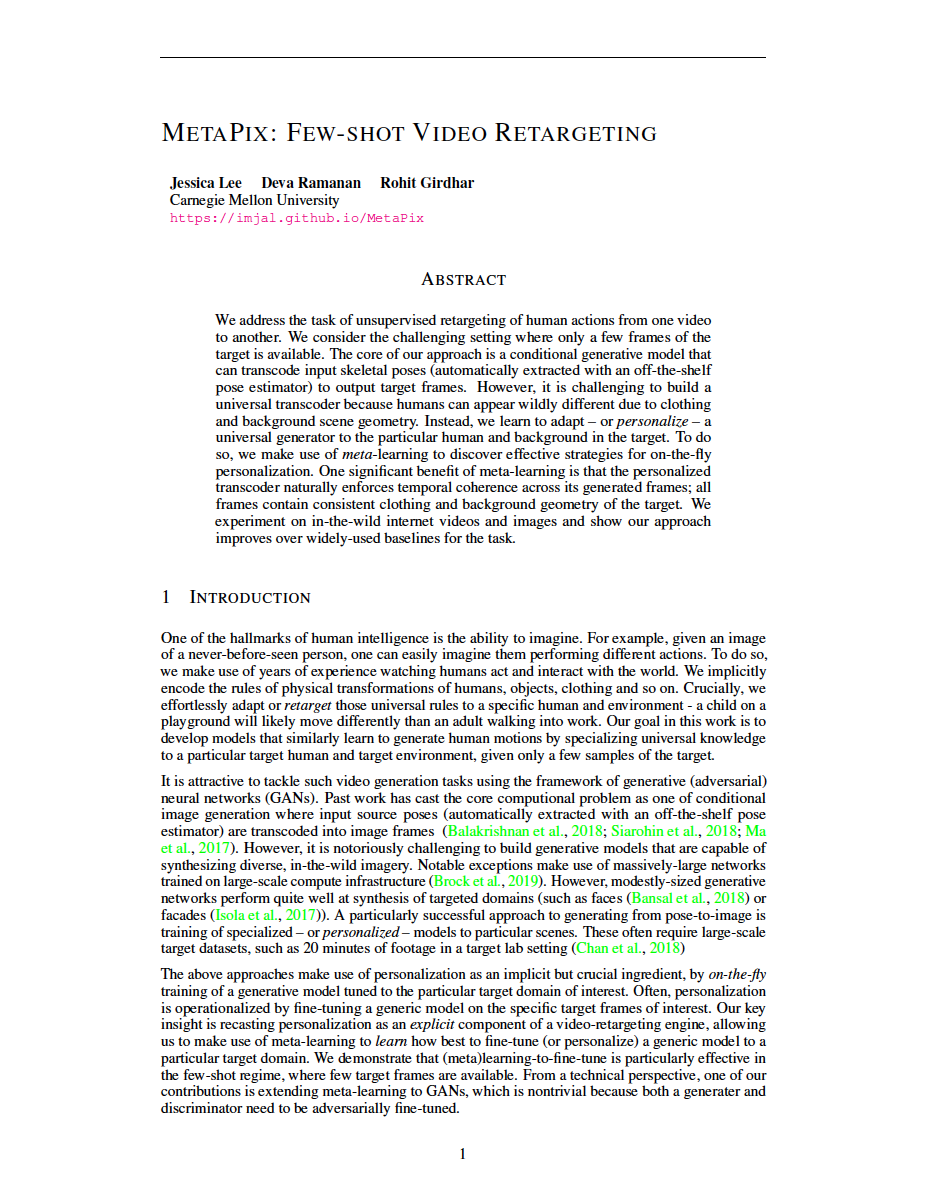 METAPIX: FEW-SHOT VIDEO RETARGETING
Jessica Lee Deva Ramanan Rohit Girdhar
Carnegie Mellon University
https://imjal.github.io/MetaPix
ABSTRACT
We address the task of unsupervised retargeting of human actions from one video
to another. We consider the challenging setting where only a few frames of the
target is available. The core of our approach is a conditional generative model that
can transcode input skeletal poses (automatically extracted with an off-the-shelf
pose estimator) to output target frames. However, it is challenging to build a
universal transcoder because humans can appear wildly different due to clothing
and background scene geometry. Instead, we learn to adapt – or personalize – a
universal generator to the particular human and background in the target. To do
so, we make use of meta-learning to discover effective strategies for on-the-fly
personalization. One significant benefit of meta-learning is that the personalized
transcoder naturally enforces temporal coherence across its generated frames; all
frames contain consistent clothing and background geometry of the target. We
experiment on in-the-wild internet videos and images and show our approach
improves over widely-used baselines for the task.
1 INTRODUCTION
One of the hallmarks of human intelligence is the ability to imagine. For example, given an image
of a never-before-seen person, one can easily imagine them performing different actions. To do so,
we make use of years of experience watching humans act and interact with the world. We implicitly
encode the rules of physical transformations of humans, objects, clothing and so on. Crucially, we
effortlessly adapt or retarget those universal rules to a specific human and environment - a child on a
playground will likely move differently than an adult walking into work. Our goal in this work is to
develop models that similarly learn to generate human motions by specializing universal knowledge
to a particular target human and target environment, given only a few samples of the target.
It is attractive to tackle such video generation tasks using the framework of generative (adversarial)
neural networks (GANs). Past work has cast the core computional problem as one of conditional
image generation where input source poses (automatically extracted with an off-the-shelf pose
estimator) are transcoded into image frames (Balakrishnan et al., 2018; Siarohin et al., 2018; Ma
et al., 2017). However, it is notoriously challenging to build generative models that are capable of
synthesizing diverse, in-the-wild imagery. Notable exceptions make use of massively-large networks
trained on large-scale compute infrastructure (Brock et al., 2019). However, modestly-sized generative
networks perform quite well at synthesis of targeted domains (such as faces (Bansal et al., 2018) or
facades (Isola et al., 2017)). A particularly successful approach to generating from pose-to-image is
training of specialized – or personalized – models to particular scenes. These often require large-scale
target datasets, such as 20 minutes of footage in a target lab setting (Chan et al., 2018)
The above approaches make use of personalization as an implicit but crucial ingredient, by on-the-fly
training of a generative model tuned to the particular target domain of interest. Often, personalization
is operationalized by fine-tuning a generic model on the specific target frames of interest. Our key
insight is recasting personalization as an explicit component of a video-retargeting engine, allowing
us to make use of meta-learning to learn how best to fine-tune (or personalize) a generic model to a
particular target domain. We demonstrate that (meta)learning-to-fine-tune is particularly effective in
the few-shot regime, where few target frames are available. From a technical perspective, one of our
contributions is extending meta-learning to GANs, which is nontrivial because both a generater and
discriminator need to be adversarially fine-tuned.
1